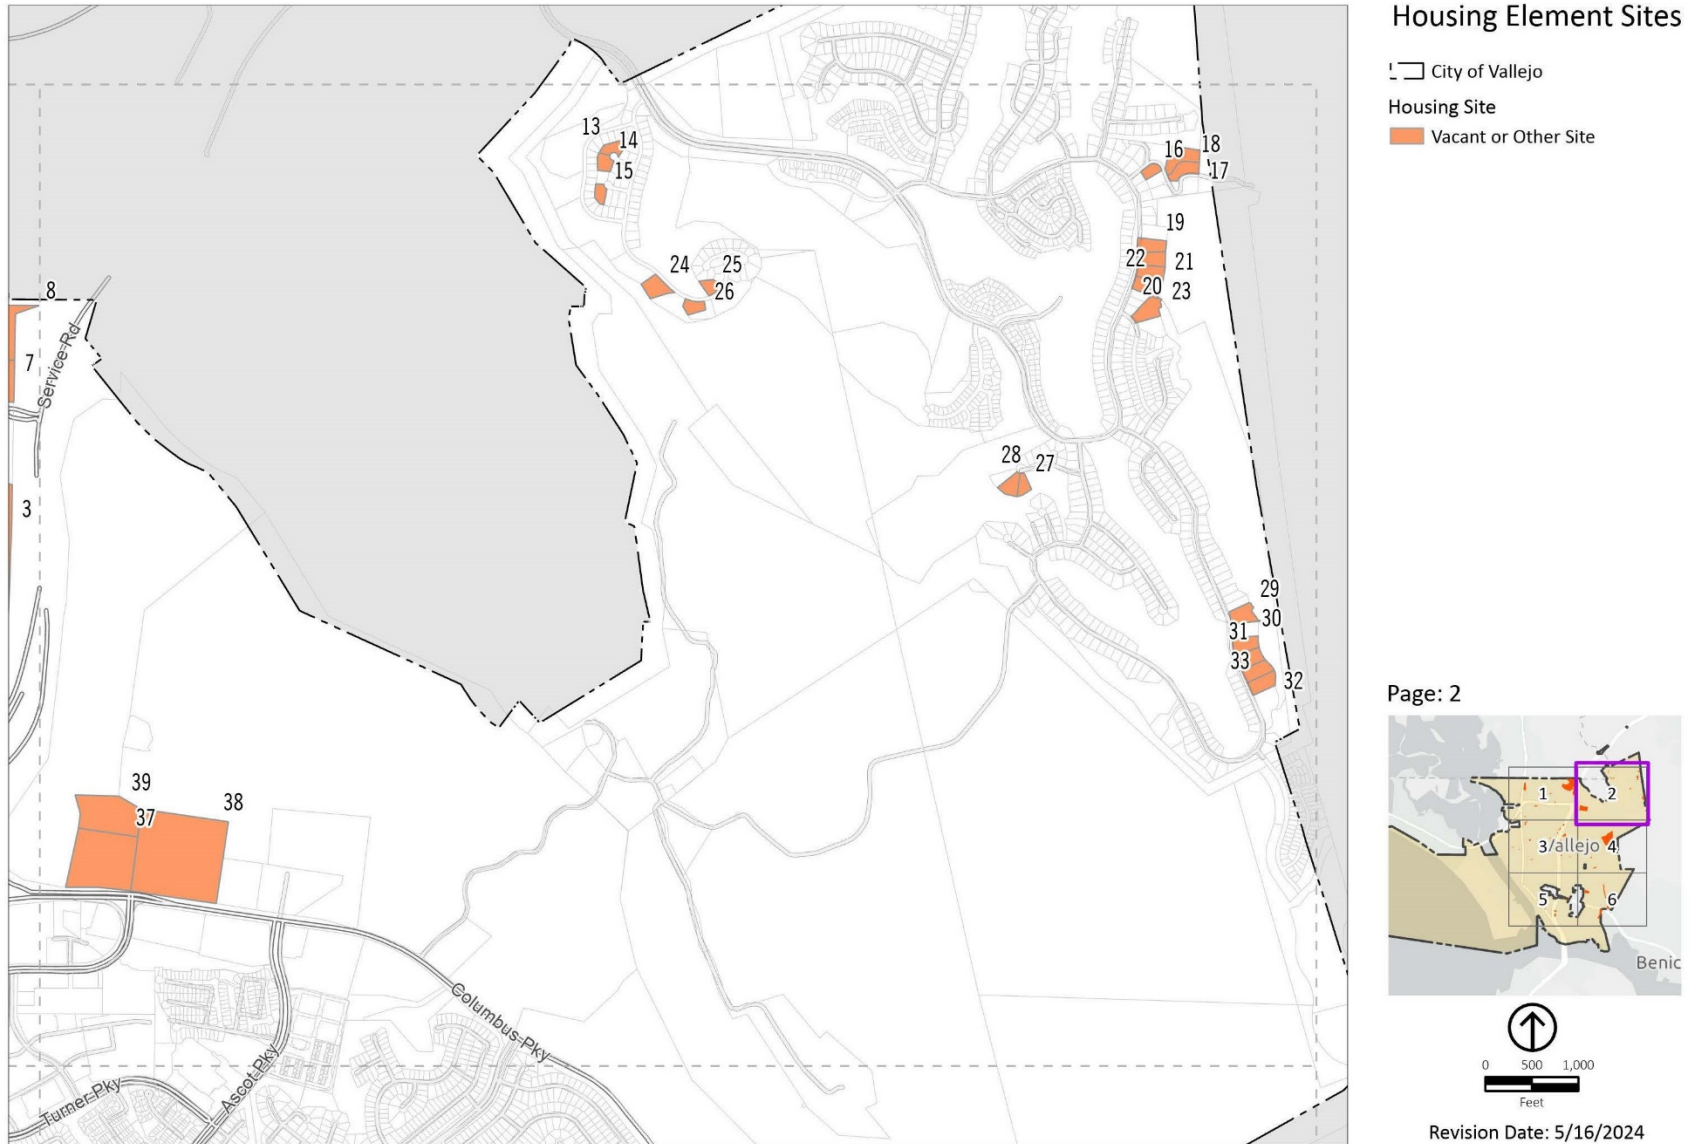 Housing Element Sites
City of Vallejo
Housing Site
Vacant or Other Site
13
14
15
16
18
17
19
22
21
20
23
24
25
26
8
7
Service Rd
3
28
27
29
30
31
33
32
39
37
38
Columbus Pky
Ascot Pky
Turner Pky
Page: 2
1
2
3
Vallejo
4
5
6
Benic
0 500 1,000
Feet
Revision Date: 5/16/2024